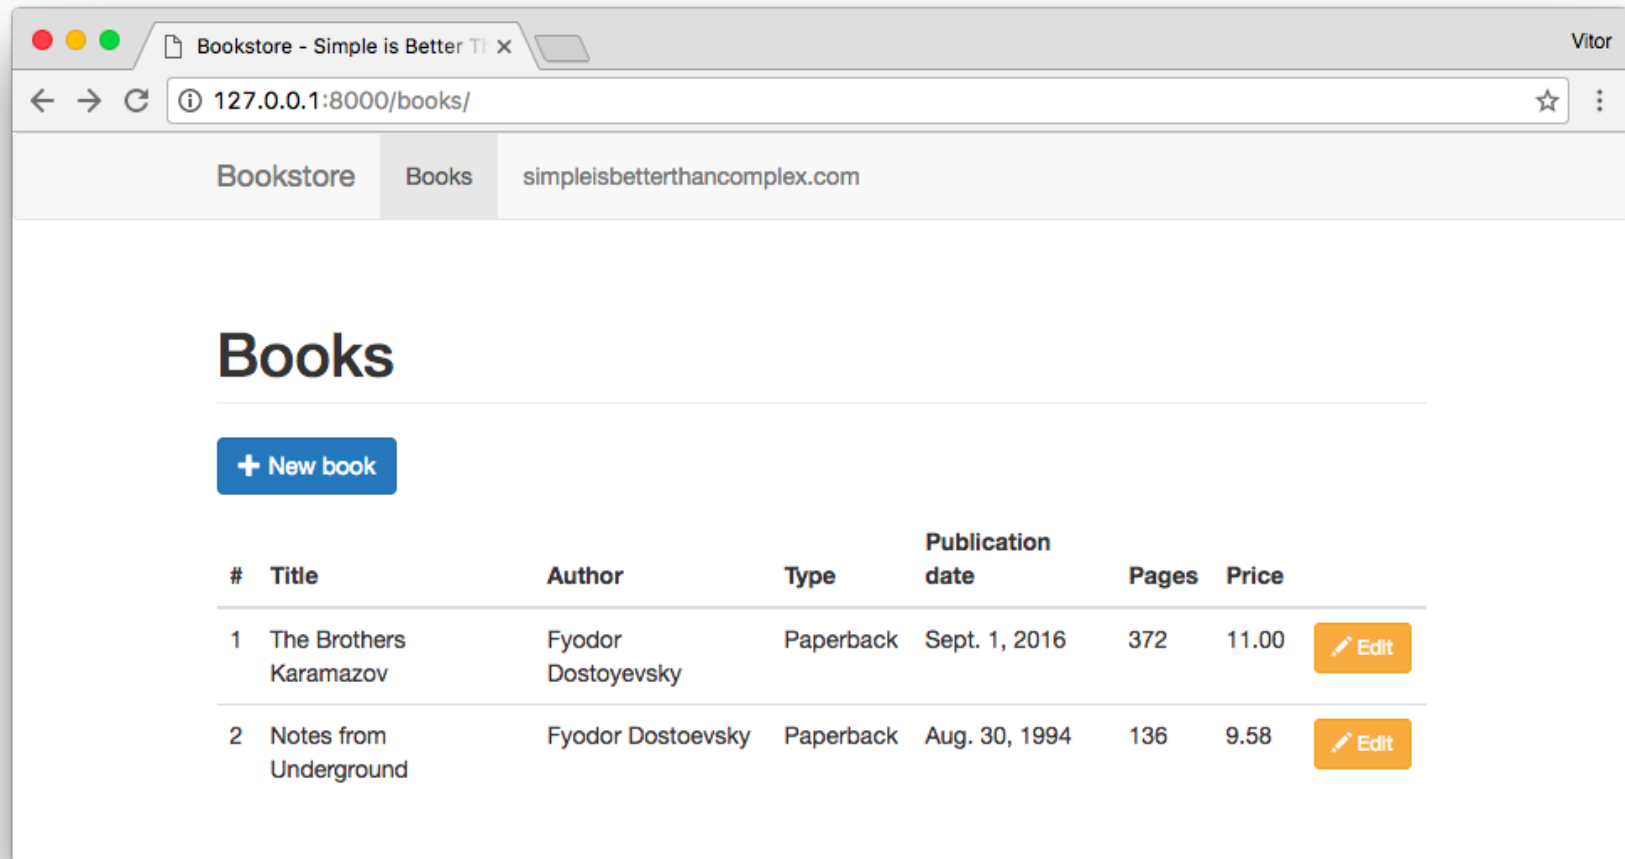 Bookstore - Simple is Better Th
Vitor
127.0.0.1:8000/books/
Bookstore Books simpleisbetterthancomplex.com
Books
New book
# Title Author Type Publication date Pages Price
1 The Brothers Karamazov Fyodor Dostoyevsky Paperback Sept. 1, 2016 372 11.00 Edit
2 Notes from Underground Fyodor Dostoevsky Paperback Aug. 30, 1994 136 9.58 Edit